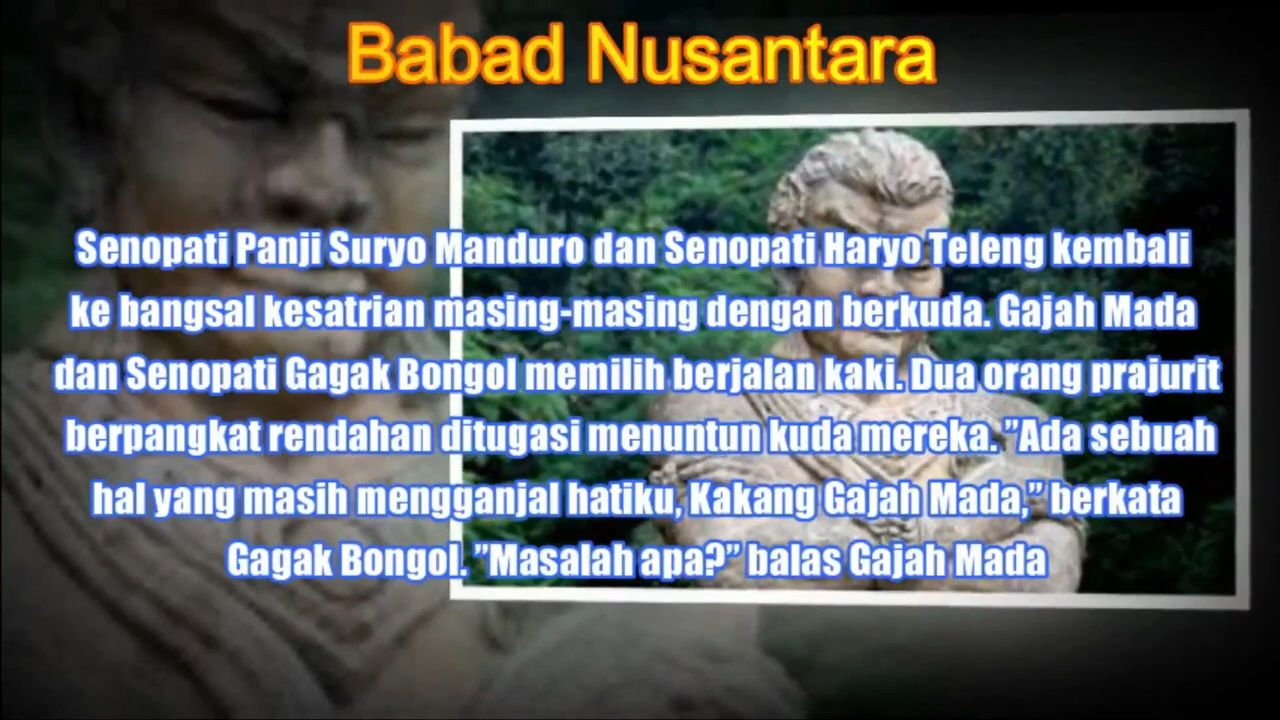 Babad Nusantara
Senopati Panji Suryo Manduro dan Senopati Haryo Teleng kembali
ke bangsal kesatrian masing-masing dengan berkuda. Gajah Mada
dan Senopati Gagak Bongol memilih berjalan kaki. Dua orang prajurit
berpangkat rendahan ditugasi menuntun kuda mereka. ”Ada sebuah
hal yang masih mengganjal hatiku, Kakang Gajah Mada,” berkata
Gagak Bongol. ”Masalah apa?” balas Gajah Mada